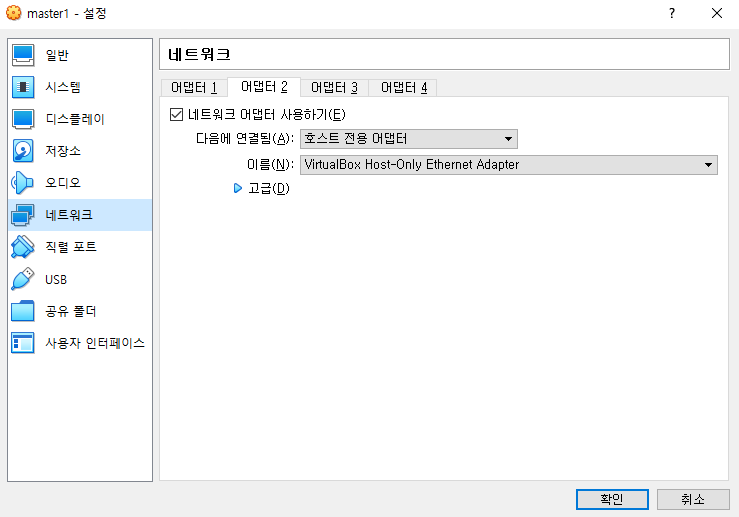 master1 - 설정
?
일반
시스템
디스플레이
저장소
오디오
네트워크
직렬 포트
USB
공유 폴더
사용자 인터페이스
네트워크
어댑터 1 어댑터 2 어댑터 3 어댑터 4
네트워크 어댑터 사용하기(E)
다음에 연결됨(A): 호스트 전용 어댑터
이름(N): VirtualBox Host-Only Ethernet Adapter
고급(D)
확인 취소